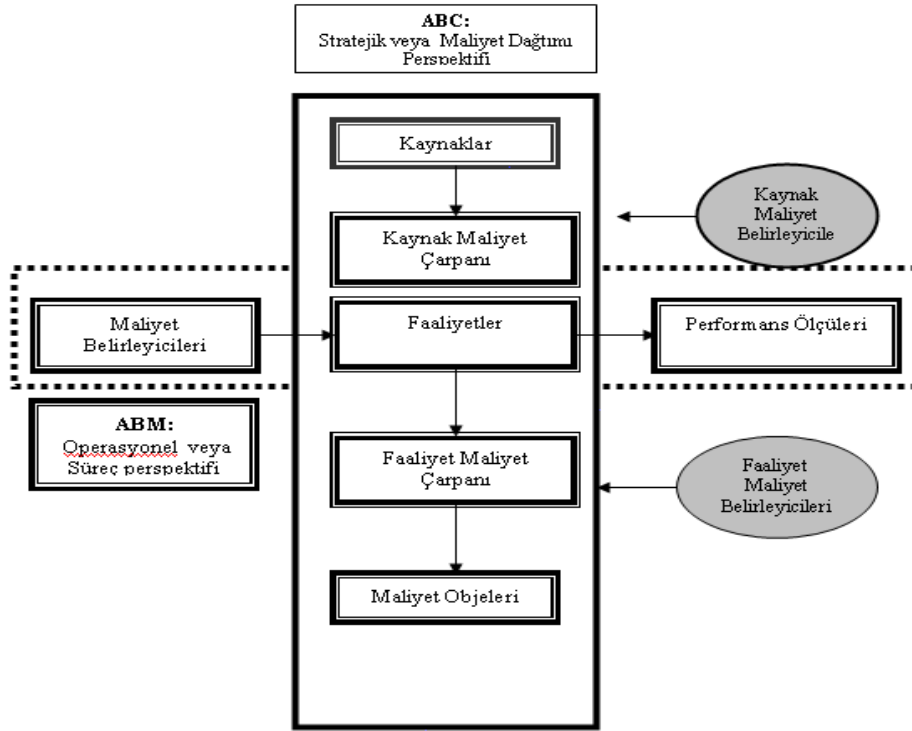 ABC:
Stratejik veya Maliyet Dağtımı
Perspektifi
Kaynaklar
Kaynak
Maliyet
Belirleyicile
Kaynak Maliyet
Çarpanı
Maliyet
Belirleyicileri
Faaliyetler
Performans Ölçüleri
ABM:
Operasyonel veya
Süreç perspektifi
Faaliyet Maliyet
Çarpanı
Faaliyet
Maliyet
Belirleyicileri
Maliyet Objeleri